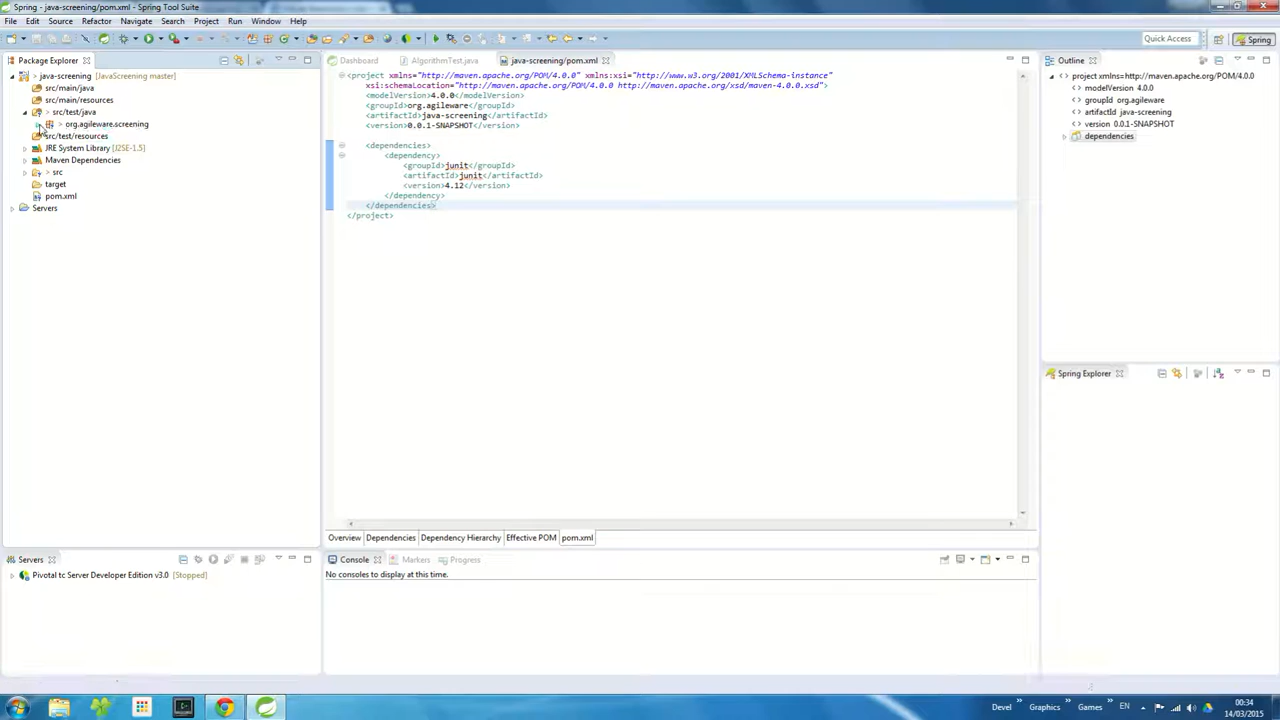 Spring - java-screening/pom.xml - Spring Tool Suite
File Edit Source Refactor Navigate Search Project Run Window Help
Quick Access
Spring
Package Explorer
java-screening [JavaScreening master]
src/main/java
src/main/resources
> src/test/java
> org.agileware.screening
src/test/resources
JRE System Library [J2SE-1.5]
Maven Dependencies
> src
target
pom.xml
Servers
Dashboard AlgorithmTest.java java-screening/pom.xml
<project xmlns="http://maven.apache.org/POM/4.0.0" xmlns:xsi="http://www.w3.org/2001/XMLSchema-instance"
xsi:schemaLocation="http://maven.apache.org/POM/4.0.0 http://maven.apache.org/xsd/maven-4.0.0.xsd">
<modelVersion>4.0.0</modelVersion>
<groupId>org.agileware</groupId>
<artifactId>java-screening</artifactId>
<version>0.0.1-SNAPSHOT</version>
<dependencies>
<dependency>
<groupId>junit</groupId>
<artifactId>junit</artifactId>
<version>4.12</version>
</dependency>
</dependencies>
</project>
Overview Dependencies Dependency Hierarchy Effective POM pom.xml
Outline
project xmlns=http://maven.apache.org/POM/4.0.0
modelVersion 4.0.0
groupId org.agileware
artifactId java-screening
version 0.0.1-SNAPSHOT
dependencies
Spring Explorer
Servers
Pivotal tc Server Developer Edition v3.0 [Stopped]
Console Markers Progress
No consoles to display at this time.
Devel » Graphics » Games » EN
00:34
14/03/2015